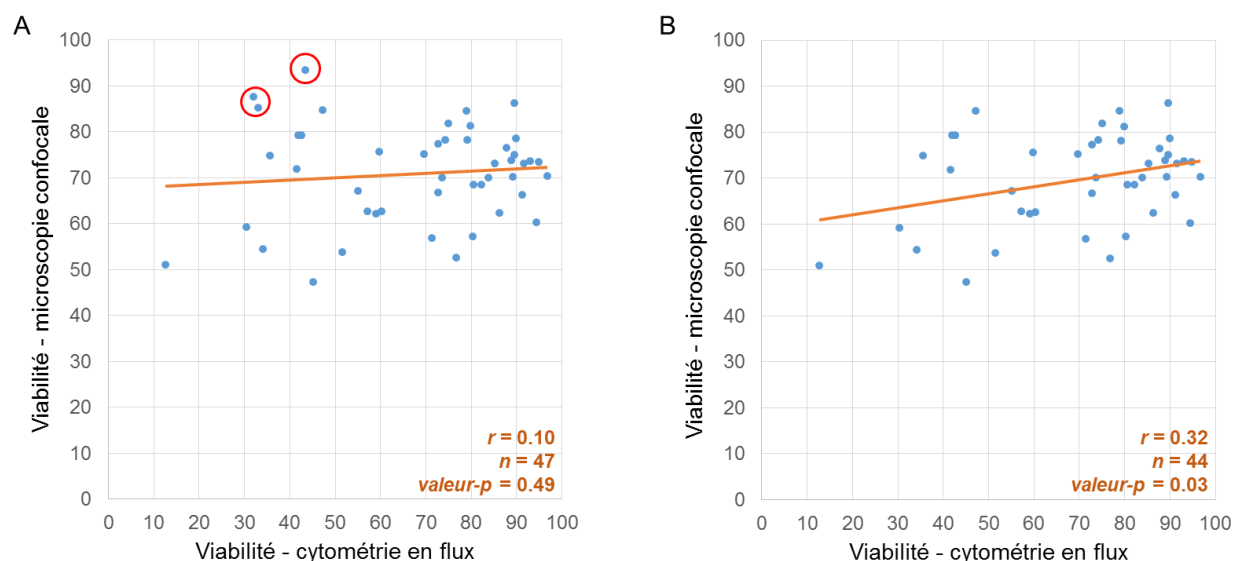 A
100
90
80
70
60
50
40
30
20
10
0
Viabilité - microscopie confocale
r = 0.10
n = 47
valeur-p = 0.49
0 10 20 30 40 50 60 70 80 90 100
Viabilité - cytométrie en flux
B
100
90
80
70
60
50
40
30
20
10
0
Viabilité - microscopie confocale
r = 0.32
n = 44
valeur-p = 0.03
0 10 20 30 40 50 60 70 80 90 100
Viabilité - cytométrie en flux